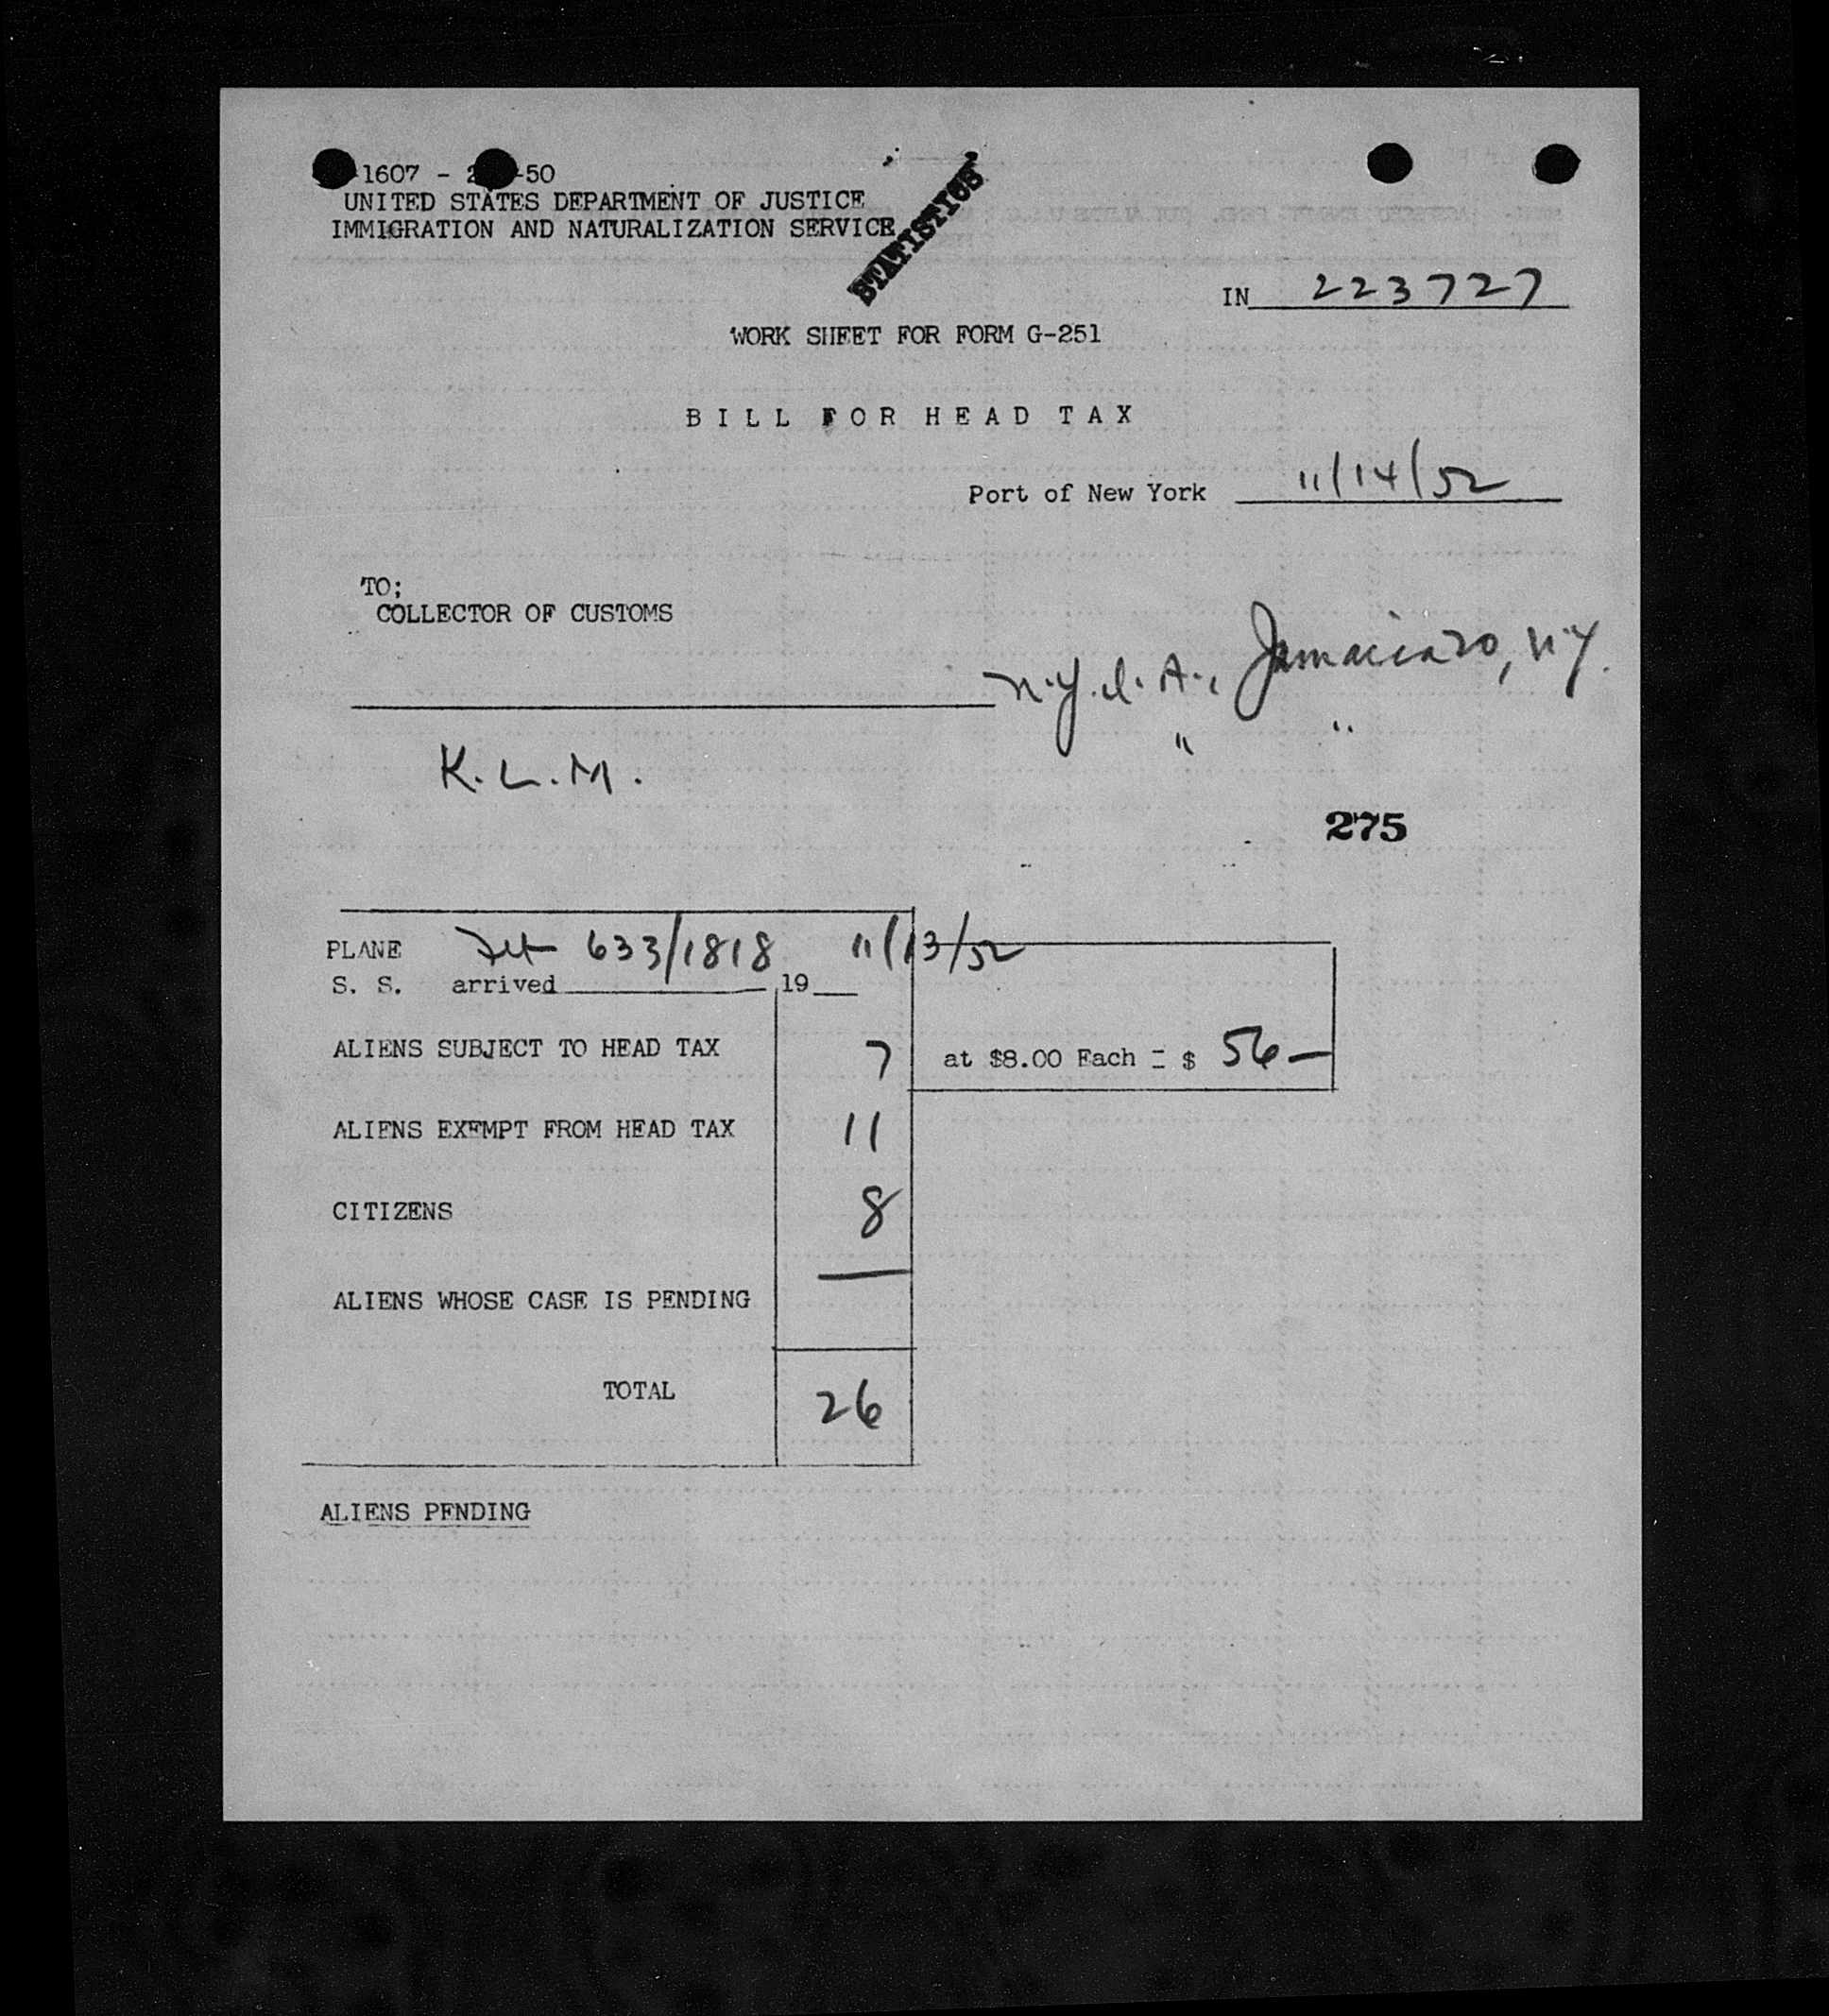 1607 - 2 -50
UNITED STATES DEPARTMENT OF JUSTICE
IMMIGRATION AND NATURALIZATION SERVICE
STATISTICS
IN 223727
WORK SHEET FOR FORM G-251
BILL FOR HEAD TAX
Port of New York 11/14/52
TO;
COLLECTOR OF CUSTOMS
N.Y.I.A., Jamaica 20, N.Y.
K.L.M. " "
275
PLANE Flt 633/1818 11/13/52
S. S. arrived 19
ALIENS SUBJECT TO HEAD TAX 7 at $8.00 Each = $ 56—
ALIENS EXEMPT FROM HEAD TAX 11
CITIZENS 8
ALIENS WHOSE CASE IS PENDING —
TOTAL 26
ALIENS PENDING